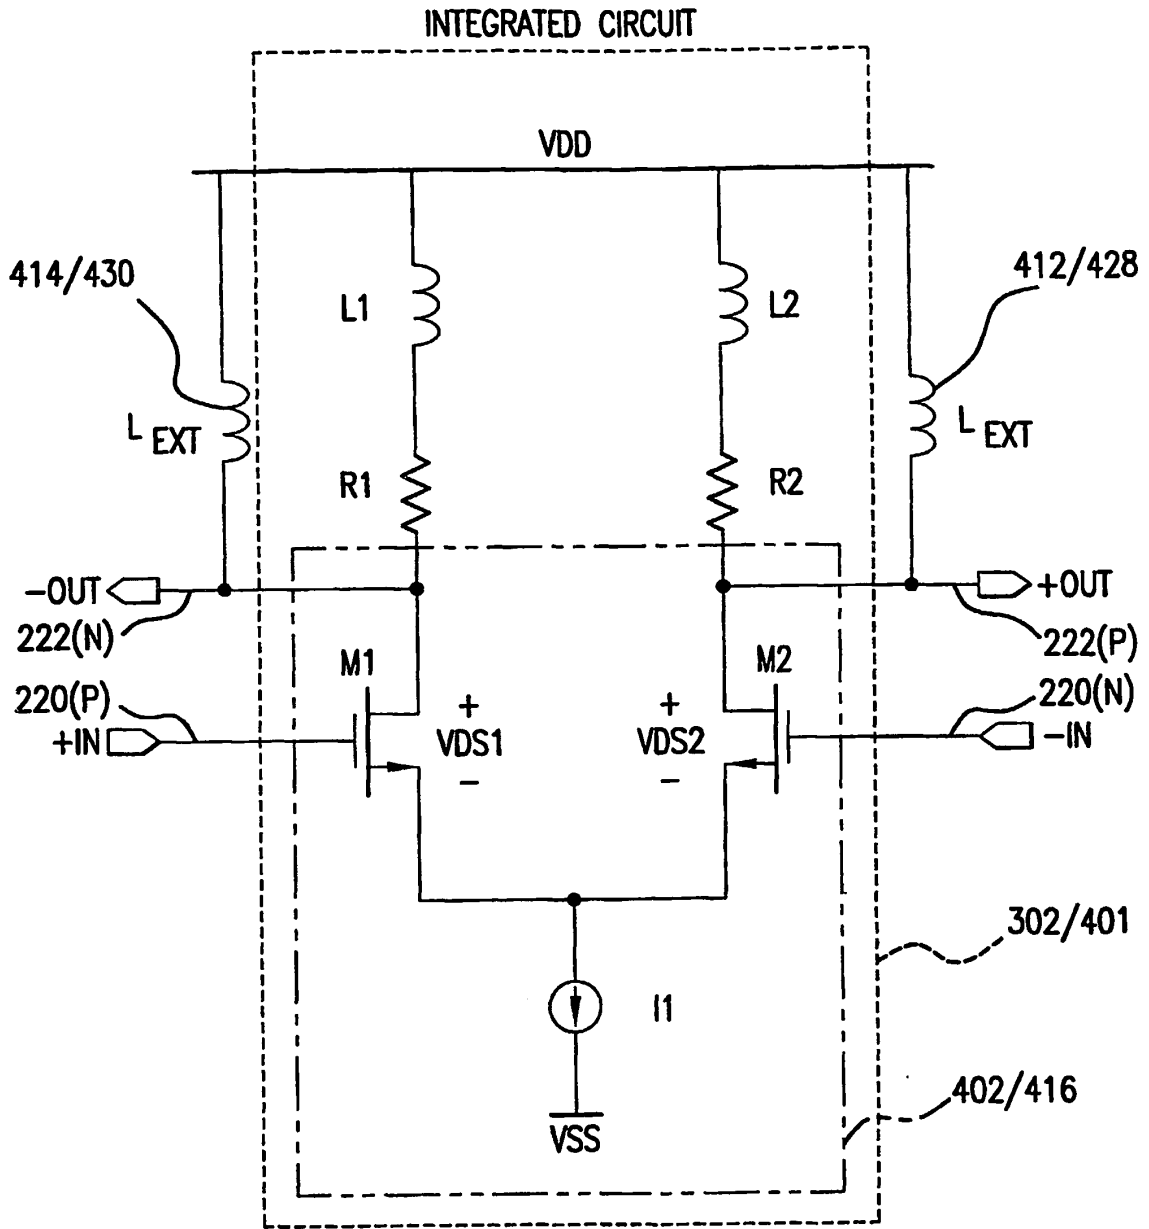 INTEGRATED CIRCUIT
VDD
414/430
412/428
L1
L2
L EXT
L EXT
R1
R2
-OUT
+OUT
222(N)
222(P)
M1
M2
220(P)
220(N)
+IN
-IN
+
VDS1
-
+
VDS2
-
302/401
I1
402/416
VSS